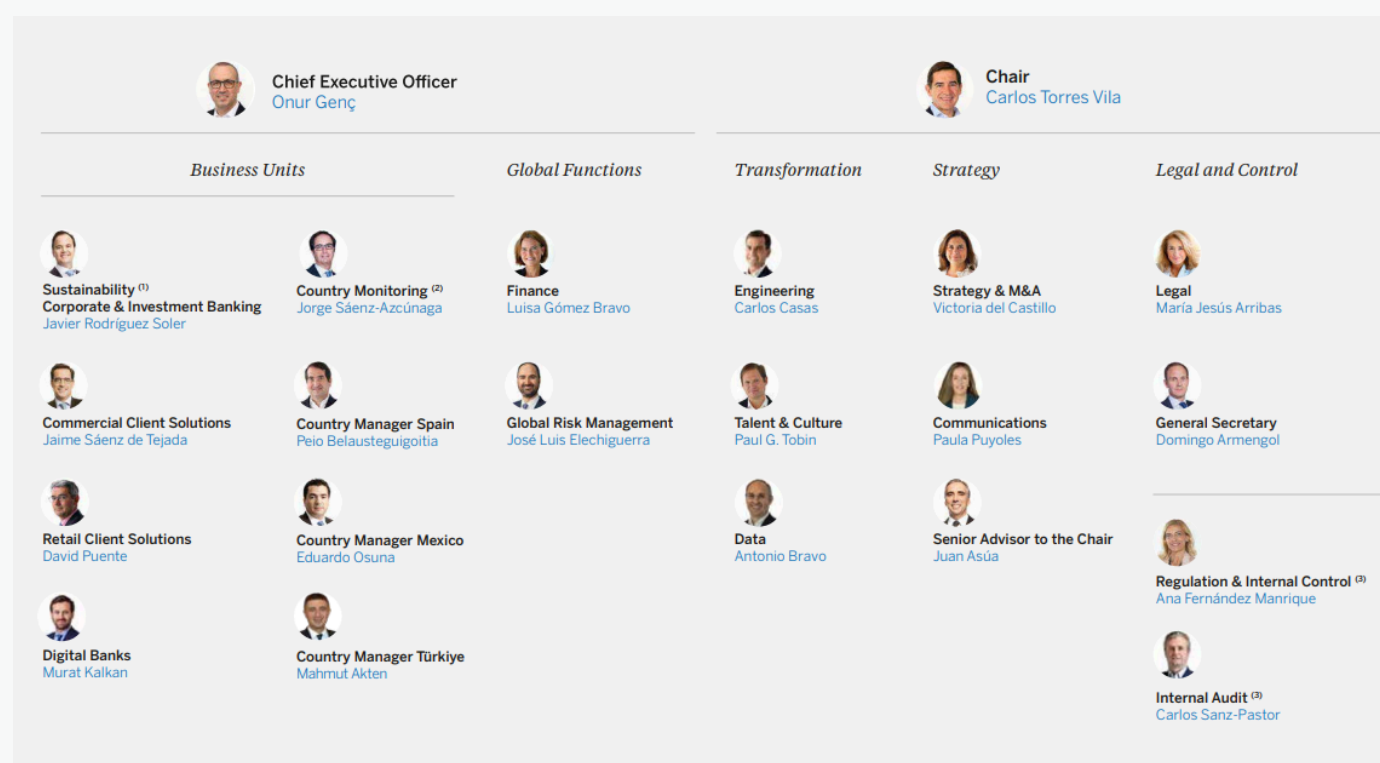 Chief Executive Officer
Onur Genç
Chair
Carlos Torres Vila
Business Units
Global Functions
Transformation
Strategy
Legal and Control
Sustainability (1)
Corporate & Investment Banking
Javier Rodríguez Soler
Country Monitoring (2)
Jorge Sáenz-Azcúnaga
Finance
Luisa Gómez Bravo
Engineering
Carlos Casas
Strategy & M&A
Victoria del Castillo
Legal
María Jesús Arribas
Commercial Client Solutions
Jaime Sáenz de Tejada
Country Manager Spain
Peio Belausteguigoitia
Global Risk Management
José Luis Elechiguerra
Talent & Culture
Paul G. Tobin
Communications
Paula Puyoles
General Secretary
Domingo Armengol
Retail Client Solutions
David Puente
Country Manager Mexico
Eduardo Osuna
Data
Antonio Bravo
Senior Advisor to the Chair
Juan Asúa
Regulation & Internal Control (3)
Ana Fernández Manrique
Digital Banks
Murat Kalkan
Country Manager Türkiye
Mahmut Akten
Internal Audit (3)
Carlos Sanz-Pastor